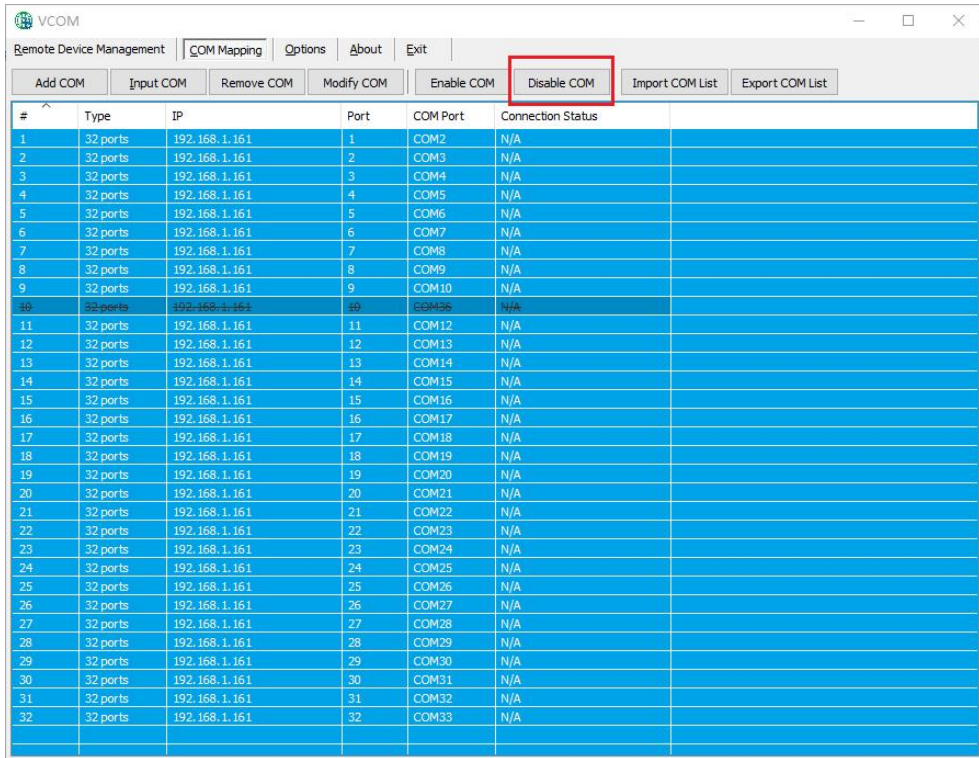 VCOM
Remote Device Management COM Mapping Options About Exit
Add COM Input COM Remove COM Modify COM Enable COM Disable COM Import COM List Export COM List
# Type IP Port COM Port Connection Status
1 32 ports 192.168.1.161 1 COM2 N/A
2 32 ports 192.168.1.161 2 COM3 N/A
3 32 ports 192.168.1.161 3 COM4 N/A
4 32 ports 192.168.1.161 4 COM5 N/A
5 32 ports 192.168.1.161 5 COM6 N/A
6 32 ports 192.168.1.161 6 COM7 N/A
7 32 ports 192.168.1.161 7 COM8 N/A
8 32 ports 192.168.1.161 8 COM9 N/A
9 32 ports 192.168.1.161 9 COM10 N/A
10 32 ports 192.168.1.161 10 COM36 N/A
11 32 ports 192.168.1.161 11 COM12 N/A
12 32 ports 192.168.1.161 12 COM13 N/A
13 32 ports 192.168.1.161 13 COM14 N/A
14 32 ports 192.168.1.161 14 COM15 N/A
15 32 ports 192.168.1.161 15 COM16 N/A
16 32 ports 192.168.1.161 16 COM17 N/A
17 32 ports 192.168.1.161 17 COM18 N/A
18 32 ports 192.168.1.161 18 COM19 N/A
19 32 ports 192.168.1.161 19 COM20 N/A
20 32 ports 192.168.1.161 20 COM21 N/A
21 32 ports 192.168.1.161 21 COM22 N/A
22 32 ports 192.168.1.161 22 COM23 N/A
23 32 ports 192.168.1.161 23 COM24 N/A
24 32 ports 192.168.1.161 24 COM25 N/A
25 32 ports 192.168.1.161 25 COM26 N/A
26 32 ports 192.168.1.161 26 COM27 N/A
27 32 ports 192.168.1.161 27 COM28 N/A
28 32 ports 192.168.1.161 28 COM29 N/A
29 32 ports 192.168.1.161 29 COM30 N/A
30 32 ports 192.168.1.161 30 COM31 N/A
31 32 ports 192.168.1.161 31 COM32 N/A
32 32 ports 192.168.1.161 32 COM33 N/A